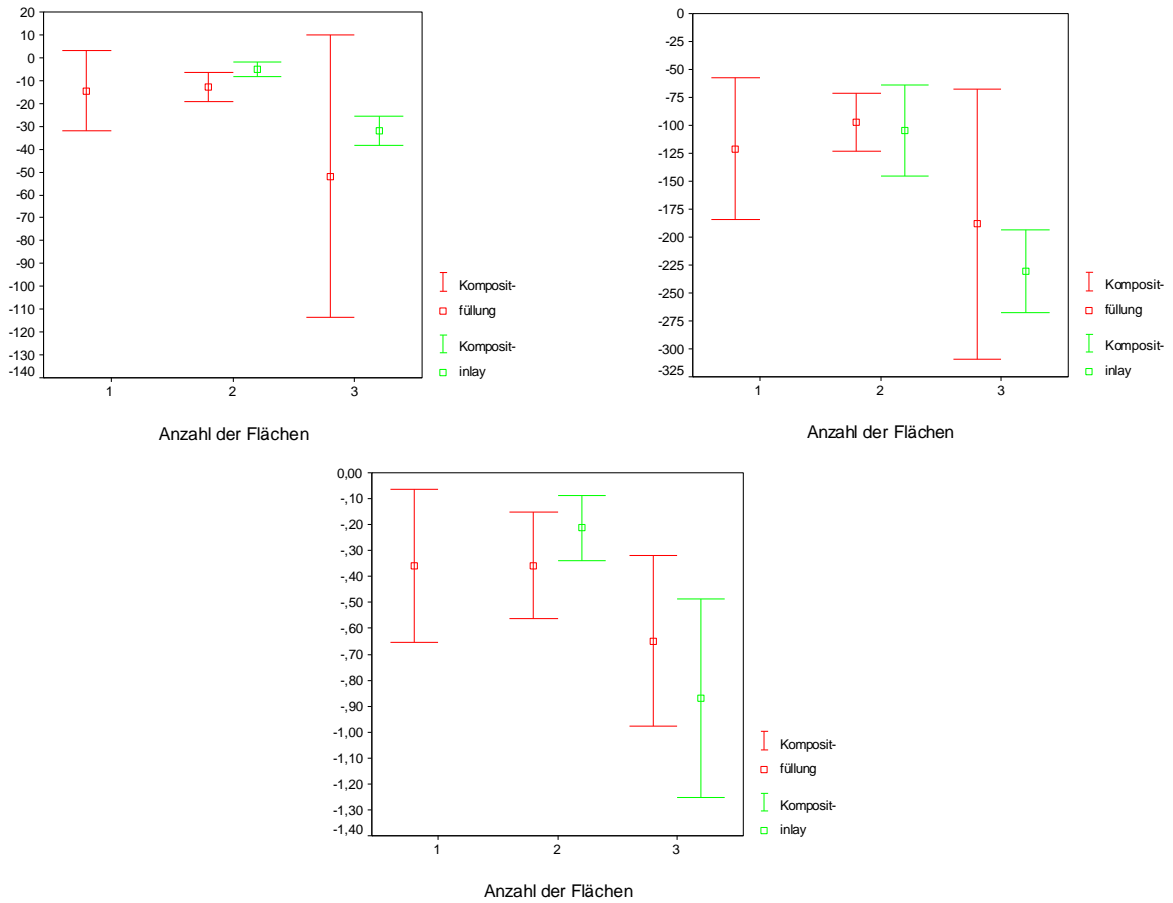 20
10
0
-10
-20
-30
-40
-50
-60
-70
-80
-90
-100
-110
-120
-130
-140
1 2 3
Anzahl der Flächen
Komposit-
füllung
Komposit-
inlay
0
-25
-50
-75
-100
-125
-150
-175
-200
-225
-250
-275
-300
-325
1 2 3
Anzahl der Flächen
Komposit-
füllung
Komposit-
inlay
0,00
-,10
-,20
-,30
-,40
-,50
-,60
-,70
-,80
-,90
-1,00
-1,10
-1,20
-1,30
-1,40
1 2 3
Anzahl der Flächen
Komposit-
füllung
Komposit-
inlay